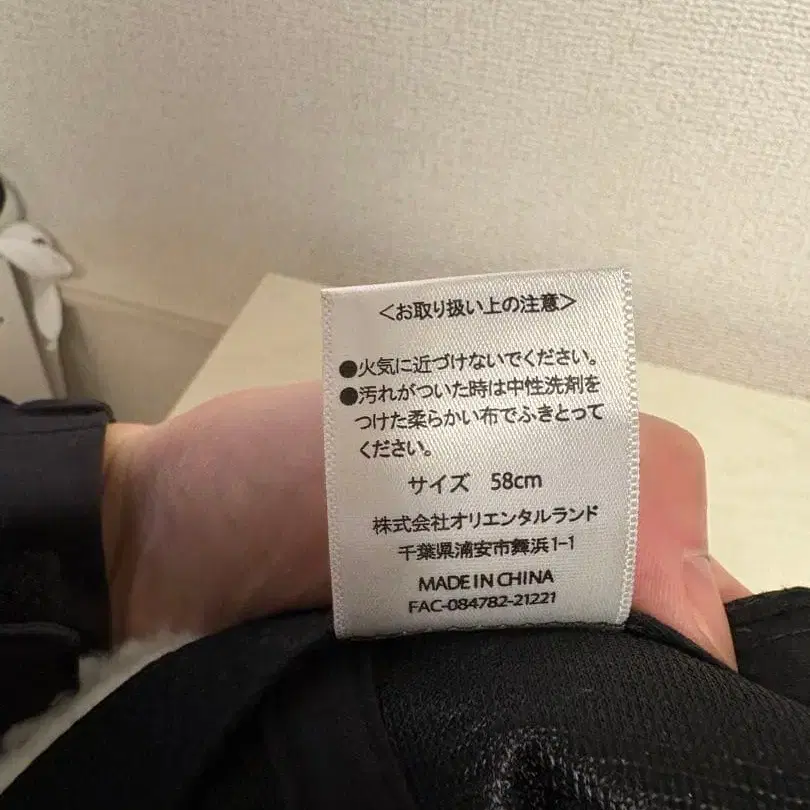 <お取り扱い上の注意>
●火気に近づけないでください。
●汚れがついた時は中性洗剤を
つけた柔らかい布でふきとって
ください。
サイズ 58cm
株式会社オリエンタルランド
千葉県浦安市舞浜1-1
MADE IN CHINA
FAC-084782-21221